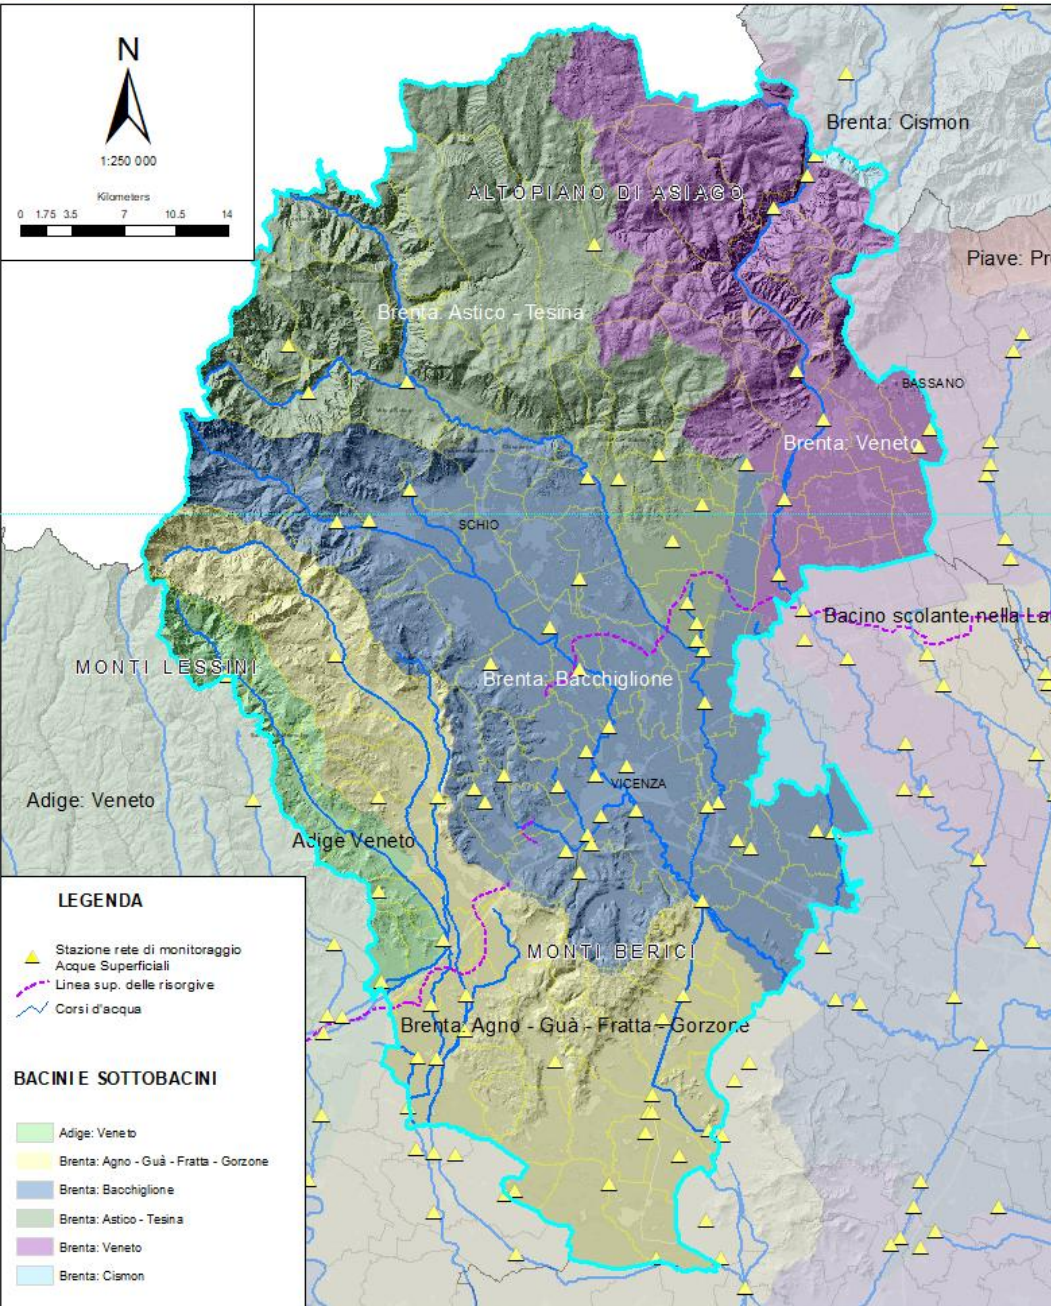 N
1:250 000
Kilometers
0 1.75 3.5 7 10.5 14
Brenta: Cismon
ALTOPIANO DI ASIAGO
Piave: Pr
Brenta: Astico - Tesina
BASSANO
Brenta: Veneto
SCHIO
Bacino scolante nella La
MONTI LESSINI
Brenta: Bacchiglione
VICENZA
Adige: Veneto
Adige Veneto
MONTI BERICI
Brenta: Agno - Guà - Fratta - Gorzone
LEGENDA
Stazione rete di monitoraggio
Acque Superficiali
Linea sup. delle risorgive
Corsi d'acqua
BACINI E SOTTOBACINI
Adige: Veneto
Brenta: Agno - Guà - Fratta - Gorzone
Brenta: Bacchiglione
Brenta: Astico - Tesina
Brenta: Veneto
Brenta: Cismon